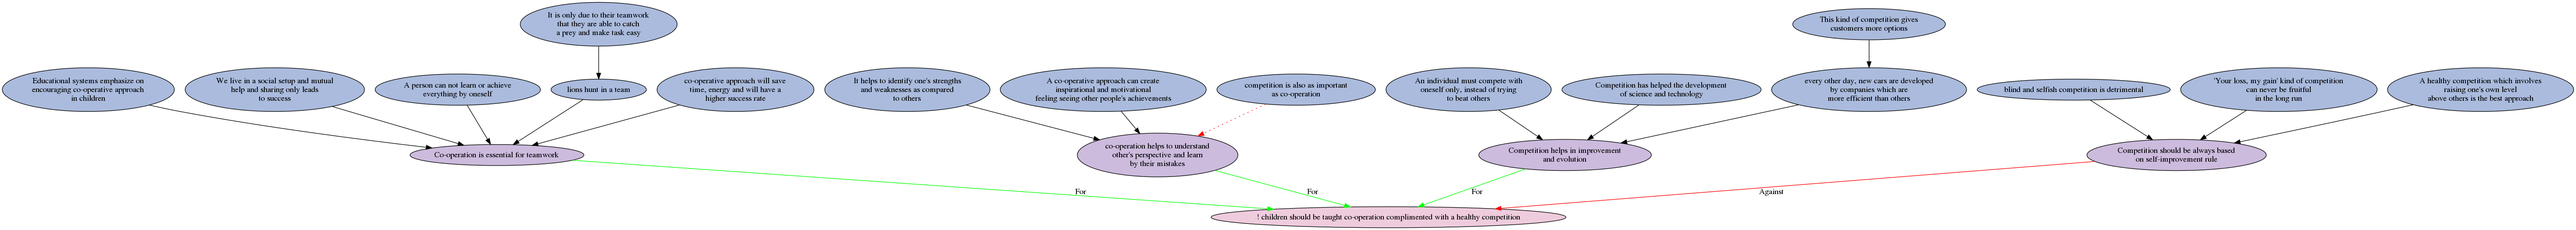 It is only due to their teamwork
that they are able to catch
a prey and make task easy
This kind of competition gives
customers more options
Educational systems emphasize on
encouraging co-operative approach
in children
We live in a social setup and mutual
help and sharing only leads
to success
A person can not learn or achieve
everything by oneself
lions hunt in a team
co-operative approach will save
time, energy and will have a
higher success rate
It helps to identify one's strengths
and weaknesses as compared
to others
A co-operative approach can create
inspirational and motivational
feeling seeing other people's achievements
competition is also as important
as co-operation
An individual must compete with
oneself only, instead of trying
to beat others
Competition has helped the development
of science and technology
every other day, new cars are developed
by companies which are
more efficient than others
blind and selfish competition is detrimental
'Your loss, my gain' kind of competition
can never be fruitful
in the long run
A healthy competition which involves
raising one's own level
above others is the best approach
Co-operation is essential for teamwork
co-operation helps to understand
other's perspective and learn
by their mistakes
Competition helps in improvement
and evolution
Competition should be always based
on self-improvement rule
For
For
For
Against
! children should be taught co-operation complimented with a healthy competition